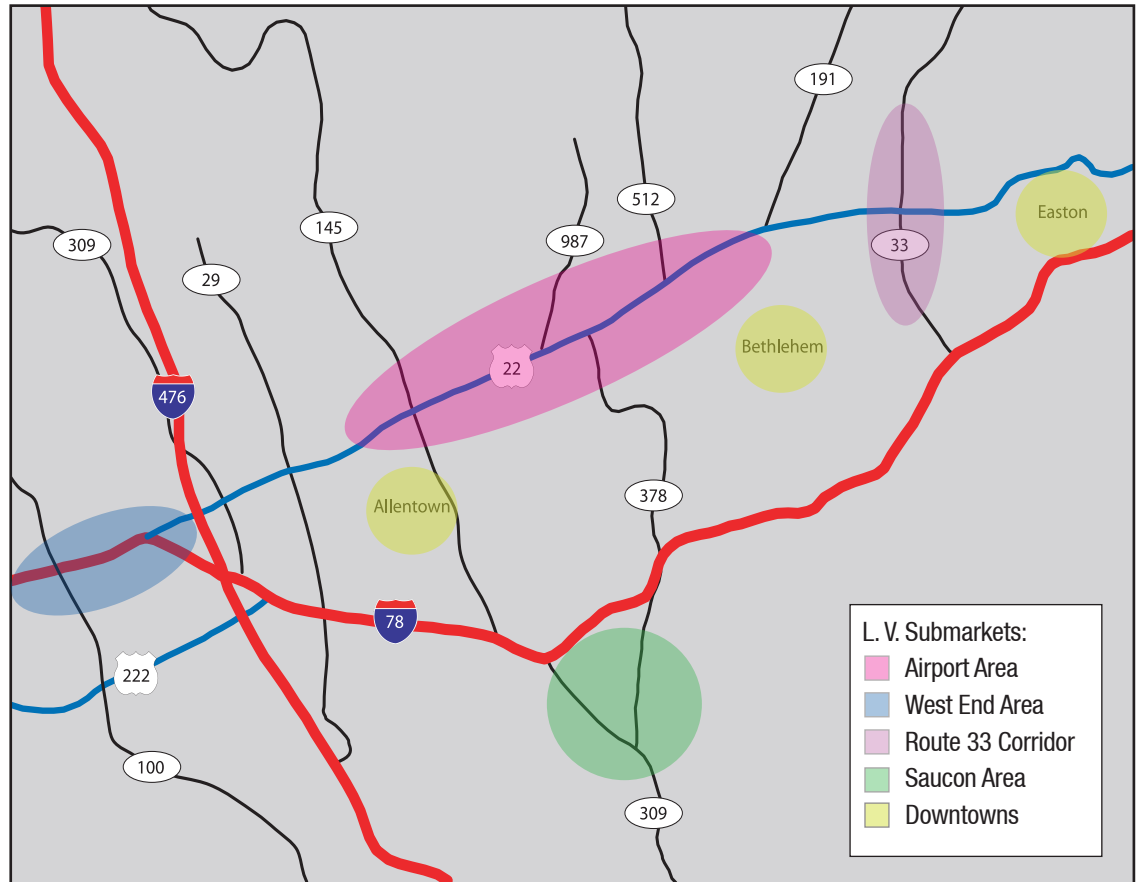 191
512
145
987
309
33
Easton
29
Bethlehem
22
476
378
Allentown
78
222
100
309
L. V. Submarkets:
Airport Area
West End Area
Route 33 Corridor
Saucon Area
Downtowns